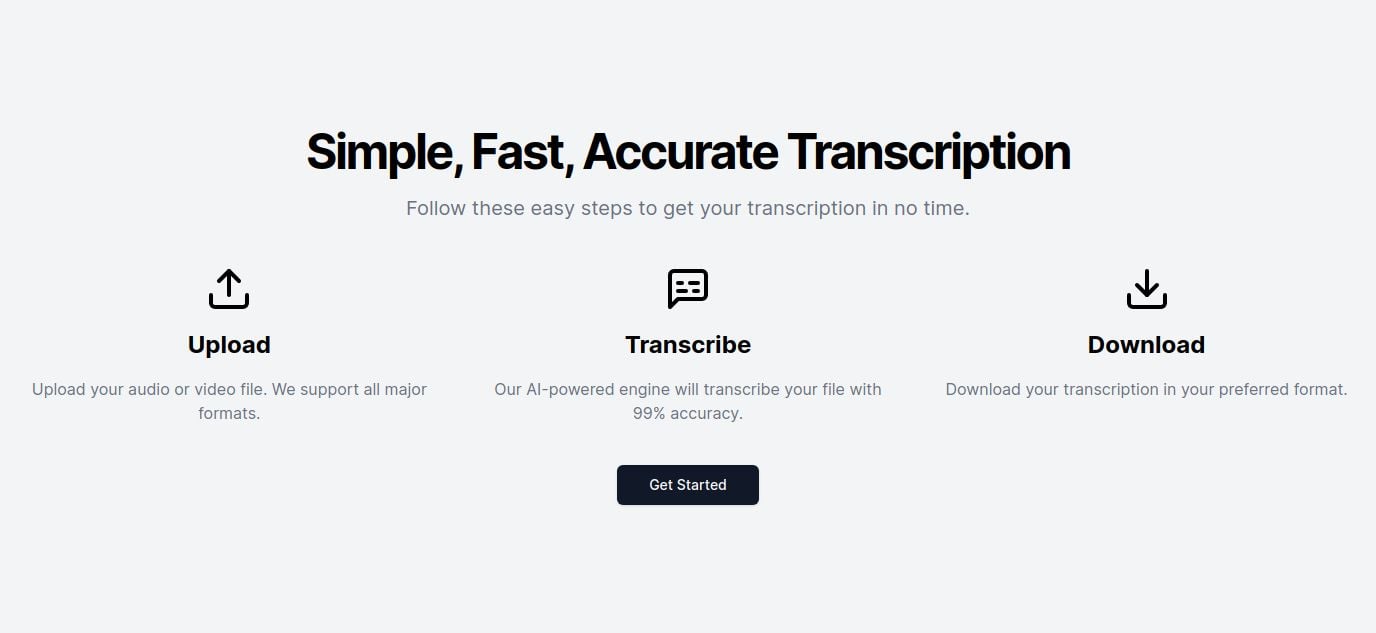 Simple, Fast, Accurate Transcription
Follow these easy steps to get your transcription in no time.
Upload
Upload your audio or video file. We support all major
formats.
Transcribe
Our AI-powered engine will transcribe your file with
99% accuracy.
Download
Download your transcription in your preferred format.
Get Started